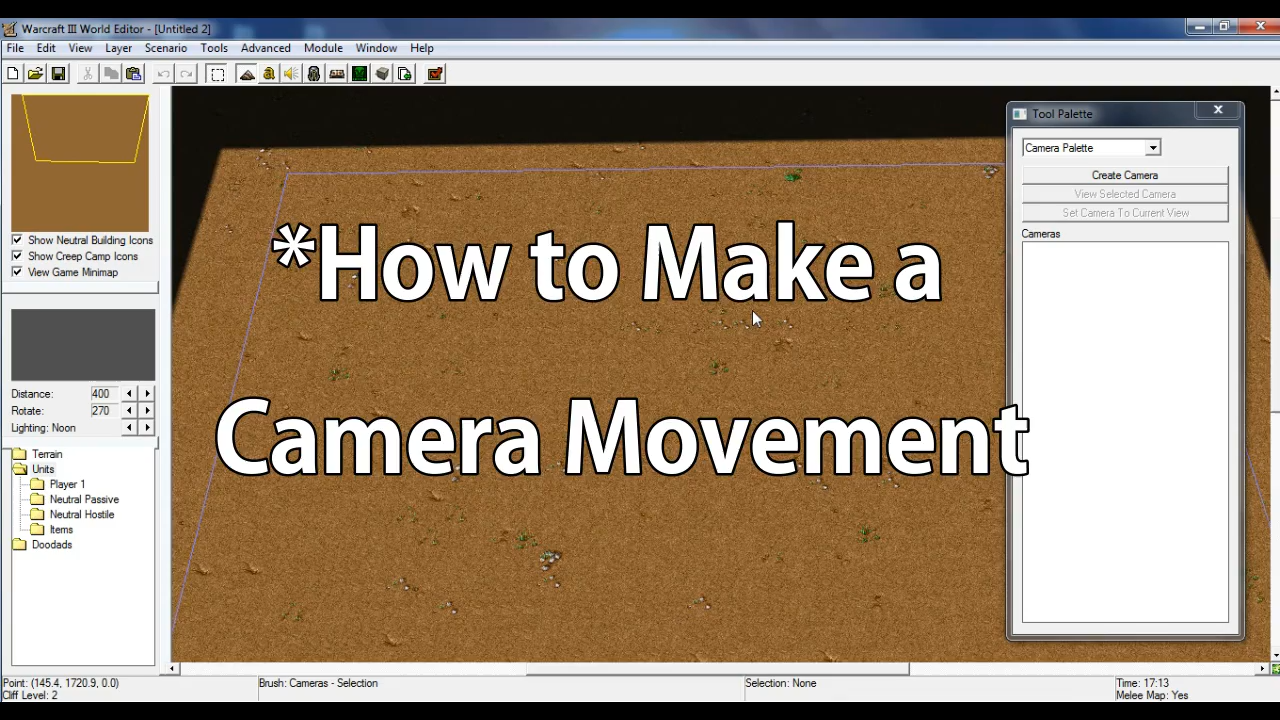 Warcraft III World Editor - [Untitled 2]
File Edit View Layer Scenario Tools Advanced Module Window Help
Show Neutral Building Icons
Show Creep Camp Icons
View Game Minimap
Distance: 400
Rotate: 270
Lighting: Noon
Terrain
Units
Player 1
Neutral Passive
Neutral Hostile
Items
Doodads
*How to Make a
Camera Movement
Tool Palette
Camera Palette
Create Camera
View Selected Camera
Set Camera To Current View
Cameras
Point: (145.4, 1720.9, 0.0)
Cliff Level: 2
Brush: Cameras - Selection
Selection: None
Time: 17:13
Melee Map: Yes